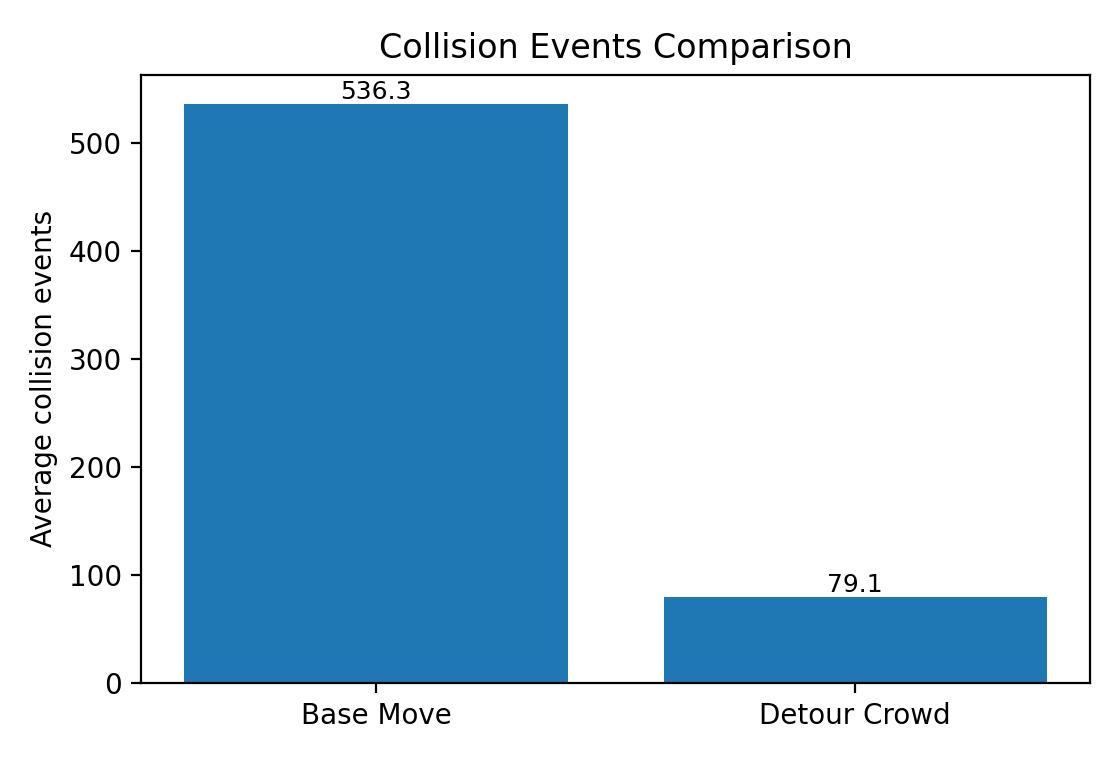 Collision Events Comparison
536.3
500
400
300
200
100
0
Average collision events
79.1
Base Move
Detour Crowd